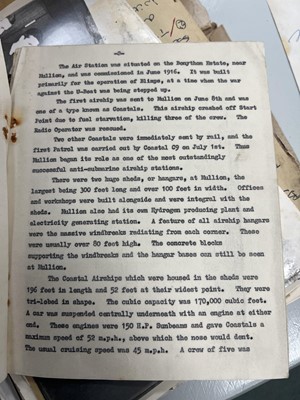 -2-
The Air Station was situated on the Bonython Estate, near
Mullion, and was commissioned in June 1916. It was built
primarily for the operation of Blimps, at a time when the war
against the U-Boat was being stepped up.
The first airship was sent to Mullion on June 8th and was
one of a type known as Coastals. This airship crashed off Start
Point due to fuel starvation, killing three of the crew. The
Radio Operator was rescued.
Two other Coastals were immediately sent by rail, and the
first Patrol was carried out by Coastal C9 on July 1st. Thus
Mullion began its role as one of the most outstandingly
successful anti-submarine airship stations.
There were two huge sheds, or hangars, at Mullion, the
largest being 300 feet long and over 100 feet in width. Offices
and workshops were built alongside and were integral with the
sheds. Mullion also had its own Hydrogen producing plant and
electricity generating station. A feature of all airship hangars
were the massive windbreaks radiating from each corner. These
were usually over 80 feet high. The concrete blocks
supporting the windbreaks and the hangar bases can still be seen
at Mullion.
The Coastal Airships which were housed in the sheds were
196 feet in length and 52 feet at their widest point. They were
tri-lobed in shape. The cubic capacity was 170,000 cubic feet.
A car was suspended centrally underneath with an engine at either
end. These engines were 150 H.P. Sunbeams and gave Coastals a
maximum speed of 52 m.p.h., above which the nose would dent.
The usual cruising speed was 45 m.p.h. A crew of five was